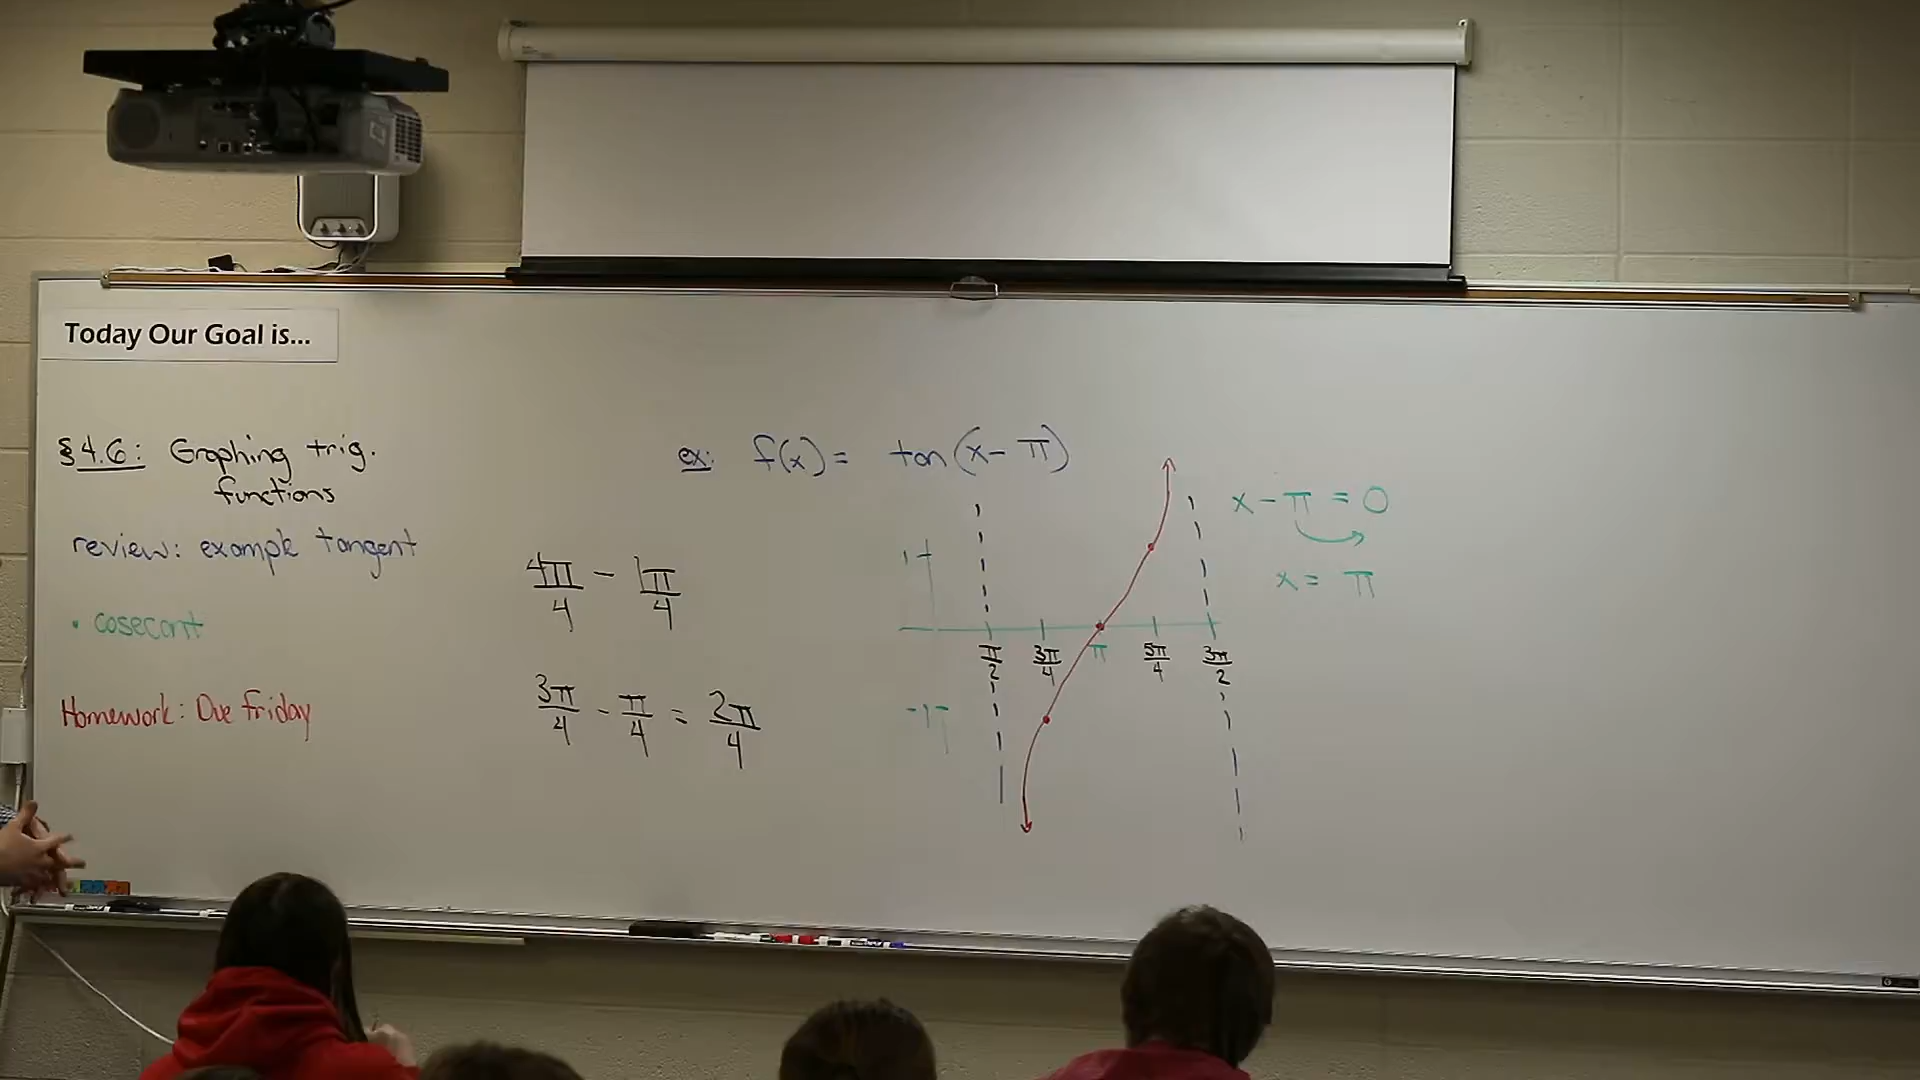 Today Our Goal is...
§4.6: Graphing trig.
functions
review: example tangent
• cosecant
Homework: Due friday
4π/4 - 1π/4
3π/4 - π/4 = 2π/4
ex: f(x) = tan(x-π)
1
-1
π/2 3π/4 π 5π/4 3π/2
x-π = 0
x = π